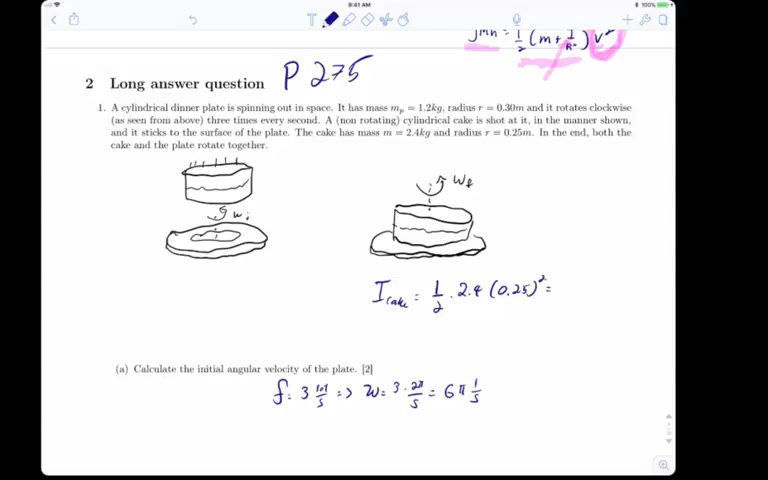 9:41 AM
100%
= 1/2 (m + I/R²) v²
2 Long answer question P 275
1. A cylindrical dinner plate is spinning out in space. It has mass mₚ = 1.2kg, radius r = 0.30m and it rotates clockwise
(as seen from above) three times every second. A (non rotating) cylindrical cake is shot at it, in the manner shown,
and it sticks to the surface of the plate. The cake has mass m = 2.4kg and radius r = 0.25m. In the end, both the
cake and the plate rotate together.
ωf
ωi
I cake = 1/2 · 2.4 (0.25)² =
(a) Calculate the initial angular velocity of the plate. [2]
f = 3 rot/s => ω = 3 · 2π/s = 6π 1/s